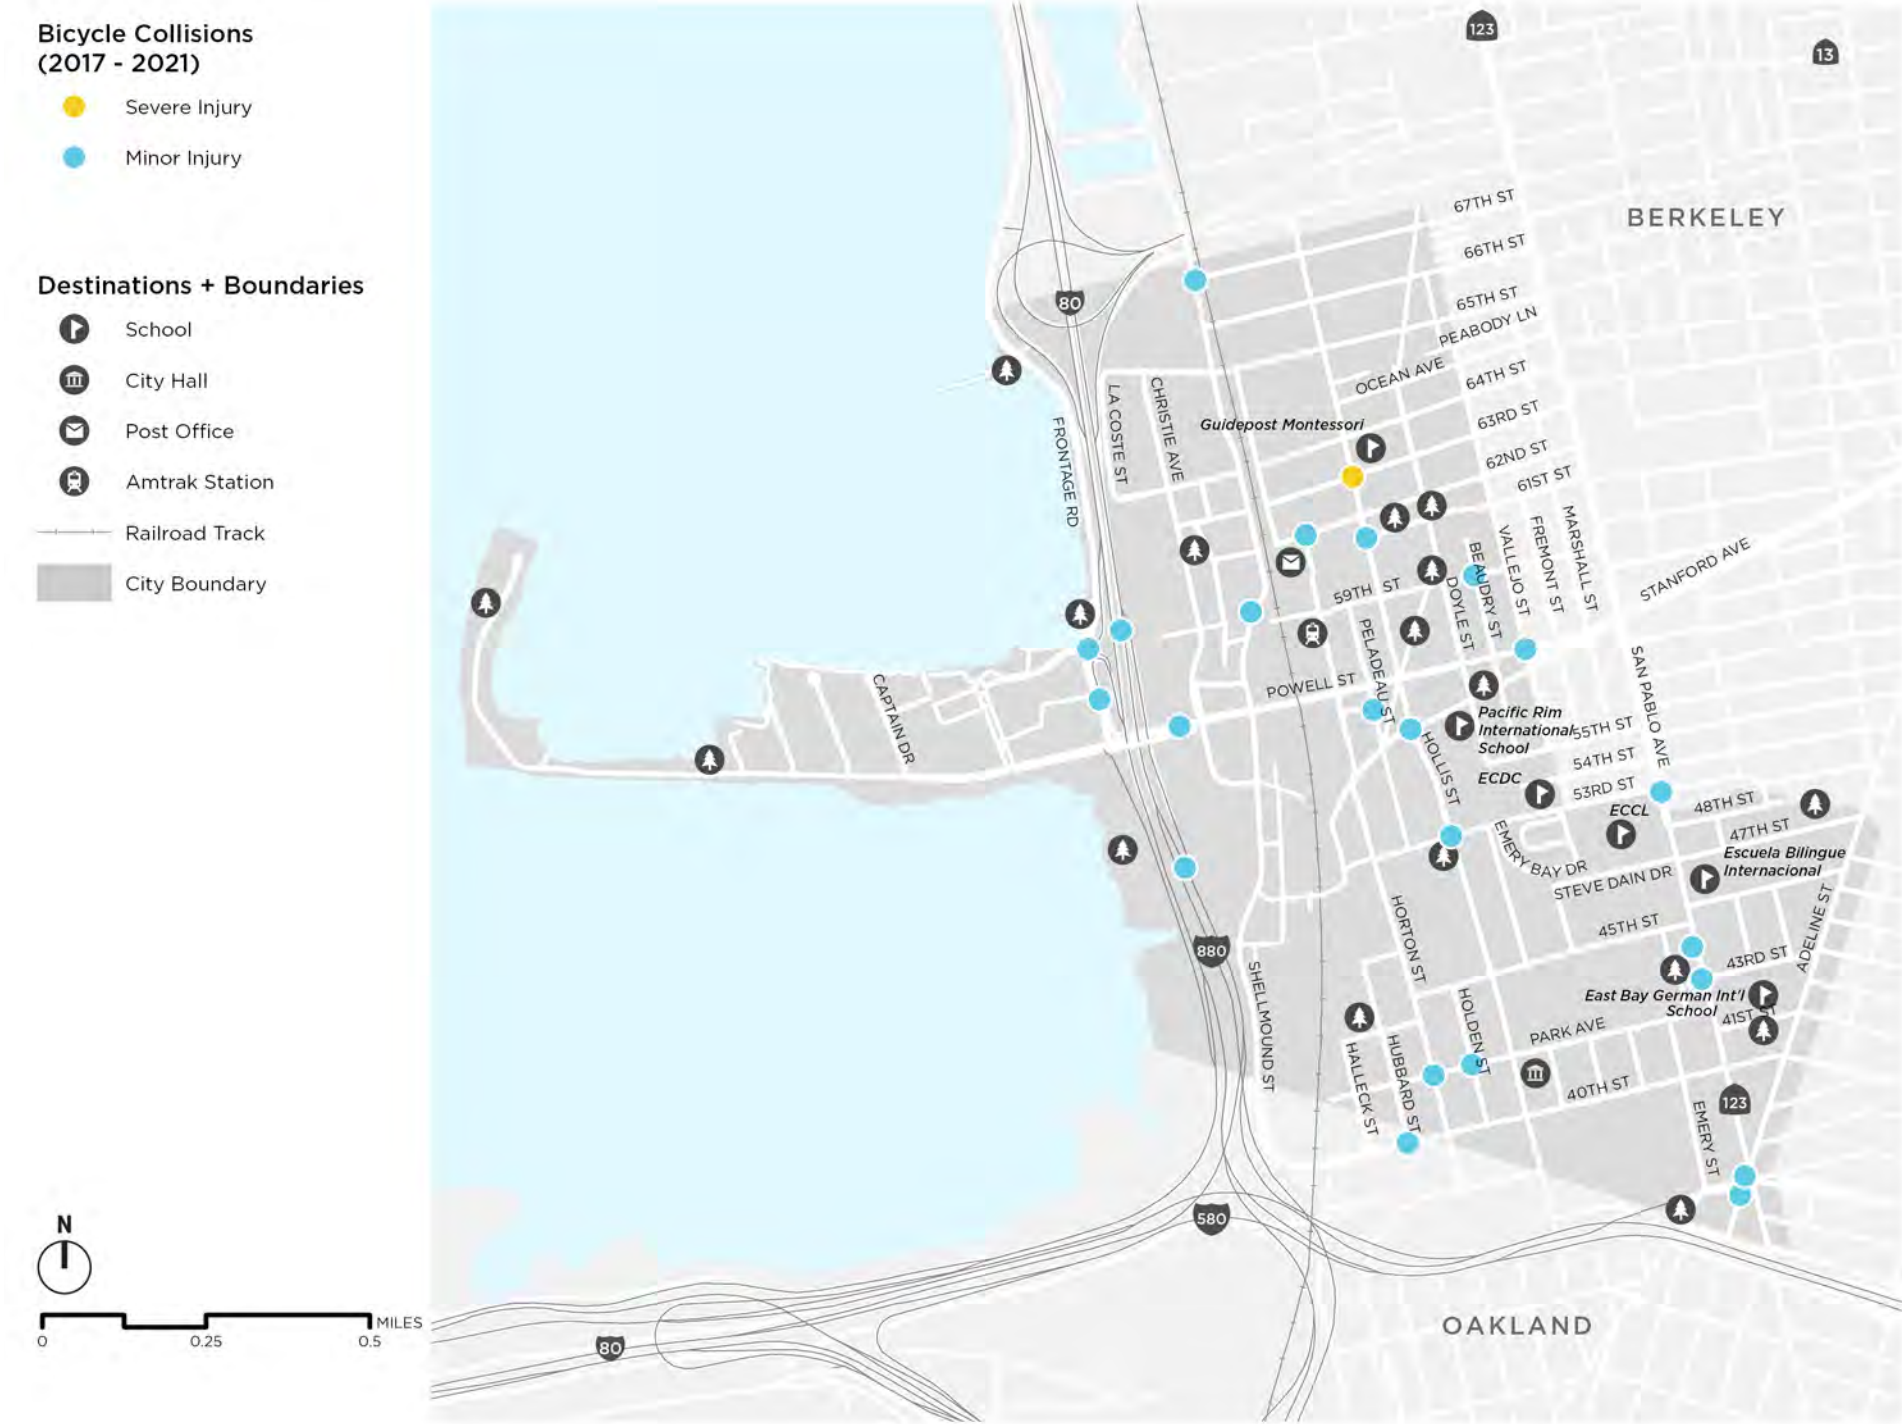 Bicycle Collisions
(2017 - 2021)
Severe Injury
Minor Injury
Destinations + Boundaries
School
City Hall
Post Office
Amtrak Station
Railroad Track
City Boundary
N
MILES
0
0.25
0.5
123
13
BERKELEY
67TH ST
66TH ST
65TH ST
PEABODY LN
OCEAN AVE
64TH ST
63RD ST
62ND ST
61ST ST
80
FRONTAGE RD
LA COSTE ST
CHRISTIE AVE
Guidepost Montessori
MARSHALL ST
FREMONT ST
VALLEJO ST
BEAUDRY ST
DOYLE ST
STANFORD AVE
59TH ST
PELADEAU ST
POWELL ST
SAN PABLO AVE
CAPTAIN DR
Pacific Rim
International
School
55TH ST
54TH ST
53RD ST
HOLLIS ST
ECDC
ECCL
48TH ST
47TH ST
EMERY BAY DR
STEVE DAIN DR
Escuela Bilingue
Internacional
ADELINE ST
45TH ST
43RD ST
HORTON ST
880
SHELLMOUND ST
HOLDEN ST
East Bay German Int'l
School
41ST ST
PARK AVE
40TH ST
HALLECK ST
HUBBARD ST
EMERY ST
123
580
80
OAKLAND